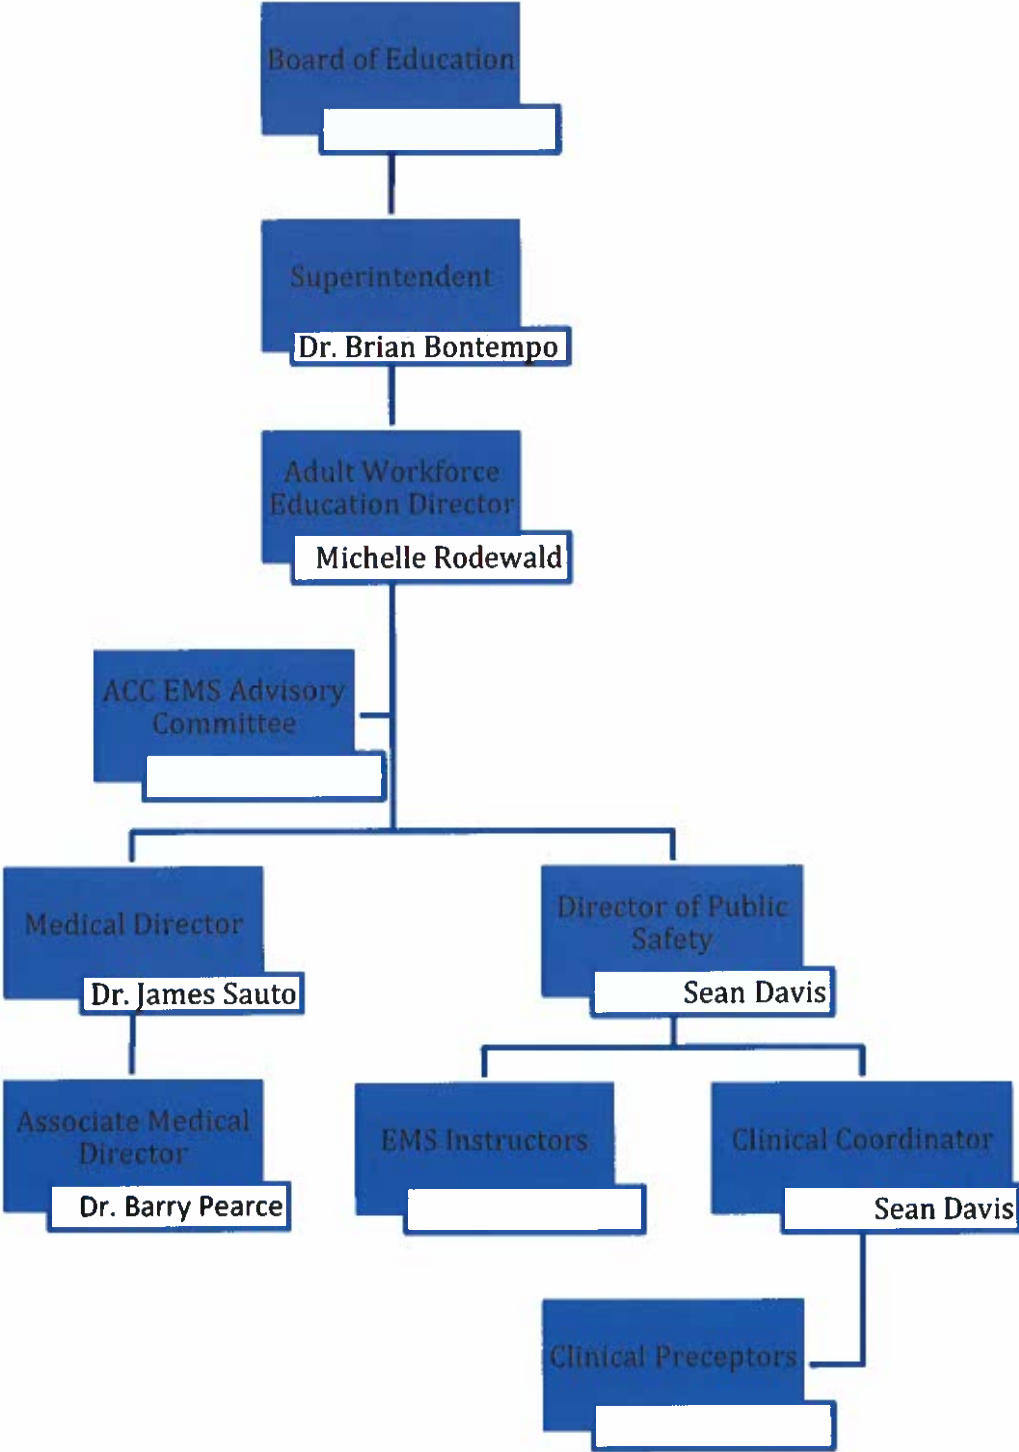 Board of Education
Superintendent
Dr. Brian Bontempo
Adult Workforce
Education Director
Michelle Rodewald
ACC EMS Advisory
Committee
Medical Director
Dr. James Sauto
Director of Public
Safety
Sean Davis
Associate Medical
Director
Dr. Barry Pearce
EMS Instructors
Clinical Coordinator
Sean Davis
Clinical Preceptors